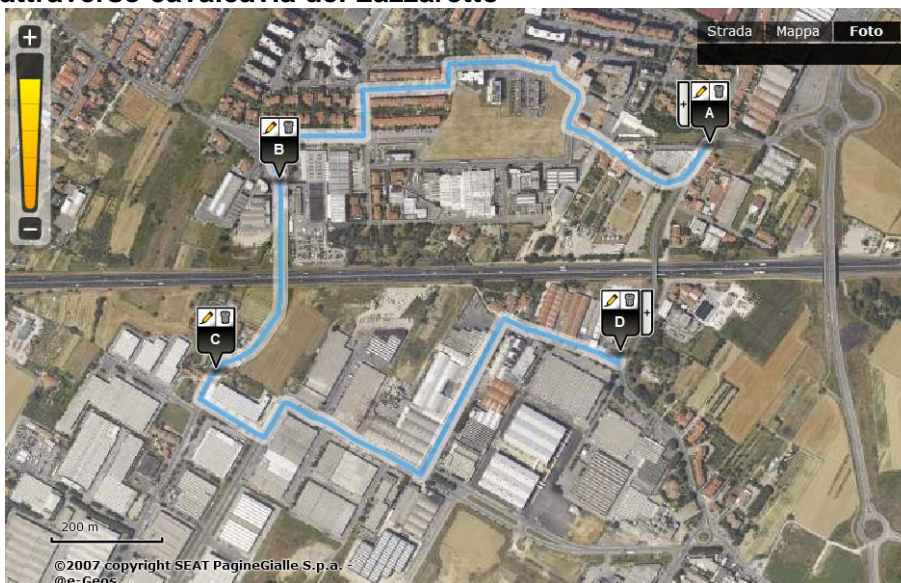 attraverso cavalcavia del Lazzaretto
Strada Mappa Foto
A
B
C
D
200 m
©2007 copyright SEAT PagineGialle S.p.a. -
@e-Geos